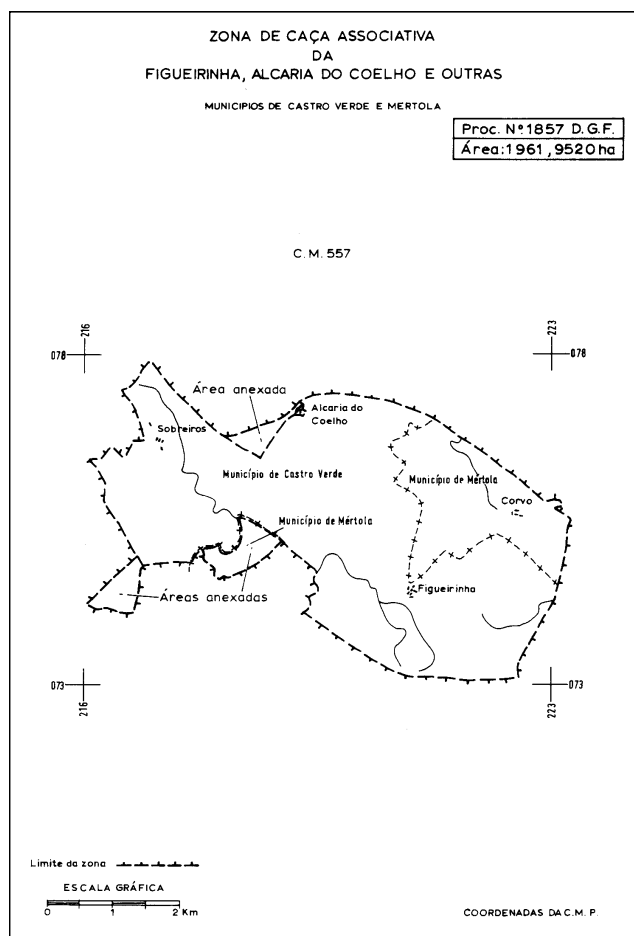 ZONA DE CAÇA ASSOCIATIVA
DA
FIGUEIRINHA, ALCARIA DO COELHO E OUTRAS
MUNICIPIOS DE CASTRO VERDE E MERTOLA
Proc. Nº.1857 D.G.F.
Área:1961,9520ha
C.M.557
216
223
078
078
Área anexada
Alcaria do
Coelho
Sobreiros
Município de Castro Verde
Município de Mértola
Corvo
Município de Mértola
Figueirinha
Áreas anexadas
073
073
216
223
Limite da zona
ESCALA GRÁFICA
0 1 2 Km
COORDENADAS DA C.M.P.